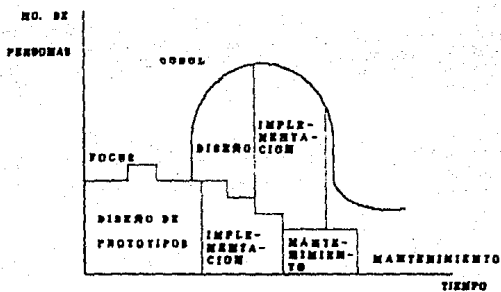 NO. DE
PERSONAS
COBOL
FOCUS
DISEÑO
IMPLE-
MENTA-
CION
DISEÑO DE
PROTOTIPOS
IMPLE-
MENTA-
CION
MANTE-
NIMIEN-
TO
MANTENIMIENTO
TIEMPO